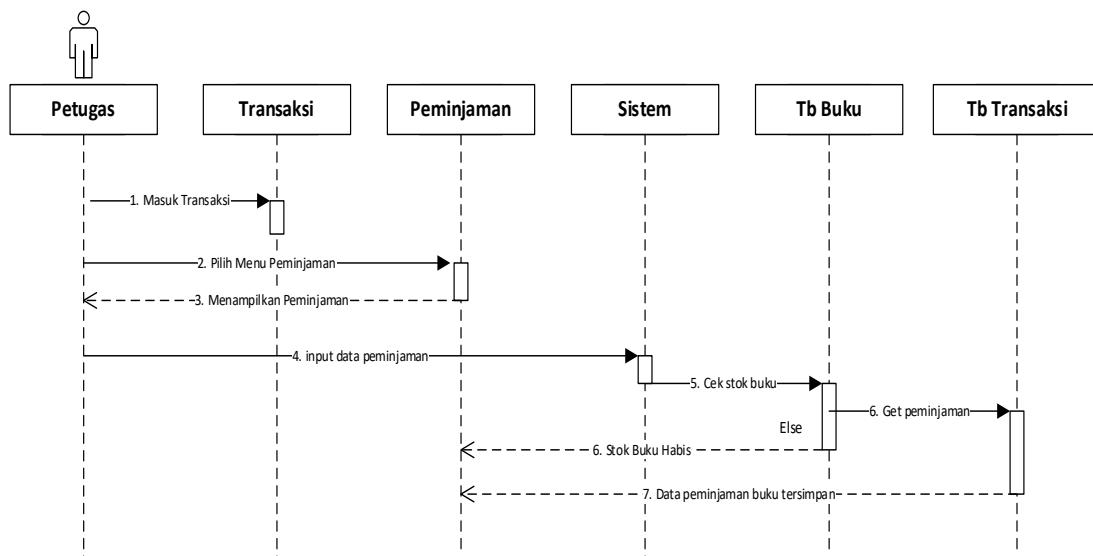 Petugas
Transaksi
Peminjaman
Sistem
Tb Buku
Tb Transaksi
1. Masuk Transaksi
2. Pilih Menu Peminjaman
3. Menampilkan Peminjaman
4. input data peminjaman
5. Cek stok buku
6. Get peminjaman
Else
6. Stok Buku Habis
7. Data peminjaman buku tersimpan